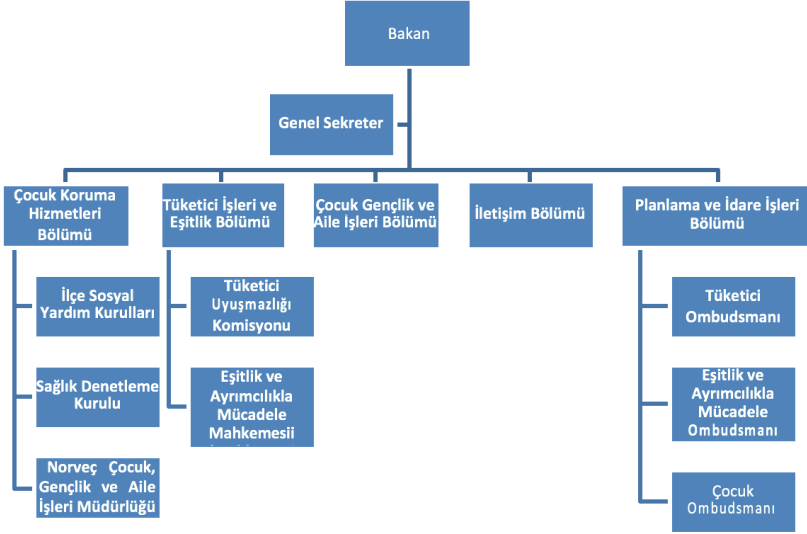 Bakan
Genel Sekreter
Çocuk Koruma
Hizmetleri
Bölümü
Tüketici İşleri ve
Eşitlik Bölümü
Çocuk Gençlik ve
Aile İşleri Bölümü
İletişim Bölümü
Planlama ve İdare İşleri
Bölümü
İlçe Sosyal
Yardım Kurulları
Sağlık Denetleme
Kurulu
Norveç Çocuk,
Gençlik ve Aile
İşleri Müdürlüğü
Tüketici
Uyuşmazlığı
Komisyonu
Eşitlik ve
Ayrımcılıkla
Mücadele
Mahkemesii
Tüketici
Ombudsmanı
Eşitlik ve
Ayrımcılıkla
Mücadele
Ombudsmanı
Çocuk
Ombudsmanı